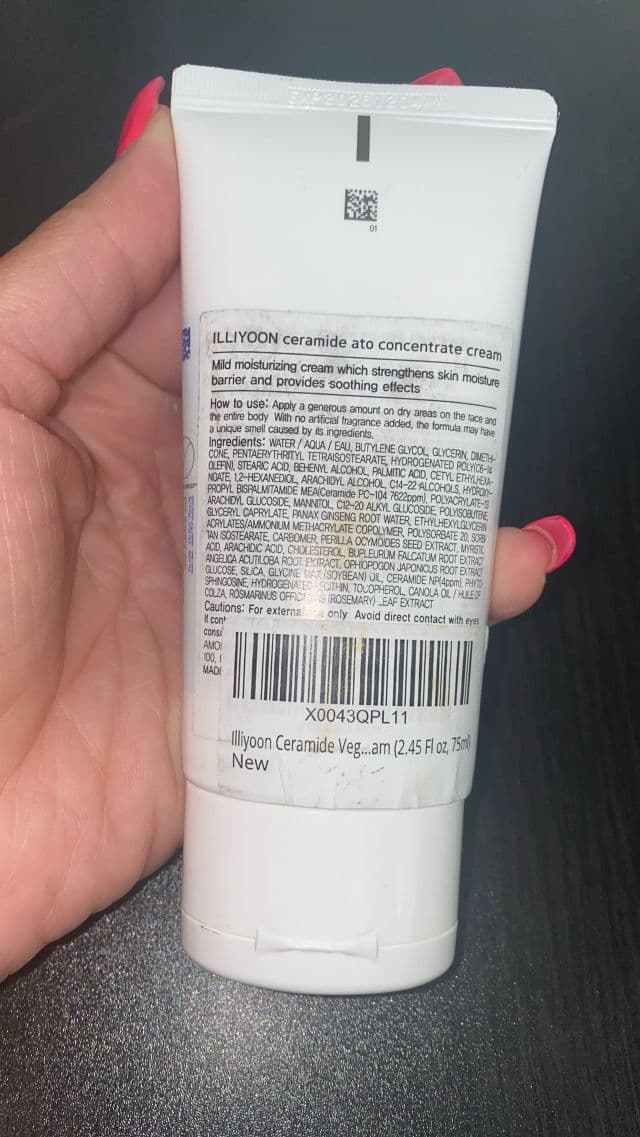 01
ILLIYOON ceramide ato concentrate cream
Mild moisturizing cream which strengthens skin moisture
barrier and provides soothing effects
How to use: Apply a generous amount on dry areas on the face and
the entire body. With no artificial fragrance added, the formula may have
a unique smell caused by its ingredients.
Ingredients: WATER / AQUA / EAU, BUTYLENE GLYCOL, GLYCERIN, DIMETHI-
CONE, PENTAERYTHRITYL TETRAISOSTEARATE, HYDROGENATED POLY(C6-14
OLEFIN), STEARIC ACID, BEHENYL ALCOHOL, PALMITIC ACID, CETYL ETHYLHEXA-
NOATE, 1,2-HEXANEDIOL, ARACHIDYL ALCOHOL, C14-22 ALCOHOLS, HYDROXY-
PROPYL BISPALMITAMIDE MEA(Ceramide PC-104 7622ppm), POLYACRYLATE-13,
ARACHIDYL GLUCOSIDE, MANNITOL, C12-20 ALKYL GLUCOSIDE, POLYISOBUTENE,
GLYCERYL CAPRYLATE, PANAX GINSENG ROOT WATER, ETHYLHEXYLGLYCERIN,
ACRYLATES/AMMONIUM METHACRYLATE COPOLYMER, POLYSORBATE 20, SORBI
TAN ISOSTEARATE, CARBOMER, PERILLA OCYMOIDES SEED EXTRACT, MYRISTIC
ACID, ARACHIDIC ACID, CHOLESTEROL, BUPLEURUM FALCATUM ROOT EXTRACT,
ANGELICA ACUTILOBA ROOT EXTRACT, OPHIOPOGON JAPONICUS ROOT EXTRACT,
GLUCOSE, SILICA, GLYCINE MAX (SOYBEAN) OIL, CERAMIDE NP(4ppm), PHYTO
SPHINGOSINE, HYDROGENATED LECITHIN, TOCOPHEROL, CANOLA OIL / HUILE DE
COLZA, ROSMARINUS (ROSEMARY) LEAF EXTRACT
Cautions: For external only Avoid direct contact with eyes
If
AMO
100,
MADE
X0043QPL11
Illiyoon Ceramide Veg...am (2.45 Fl oz, 75ml)
New